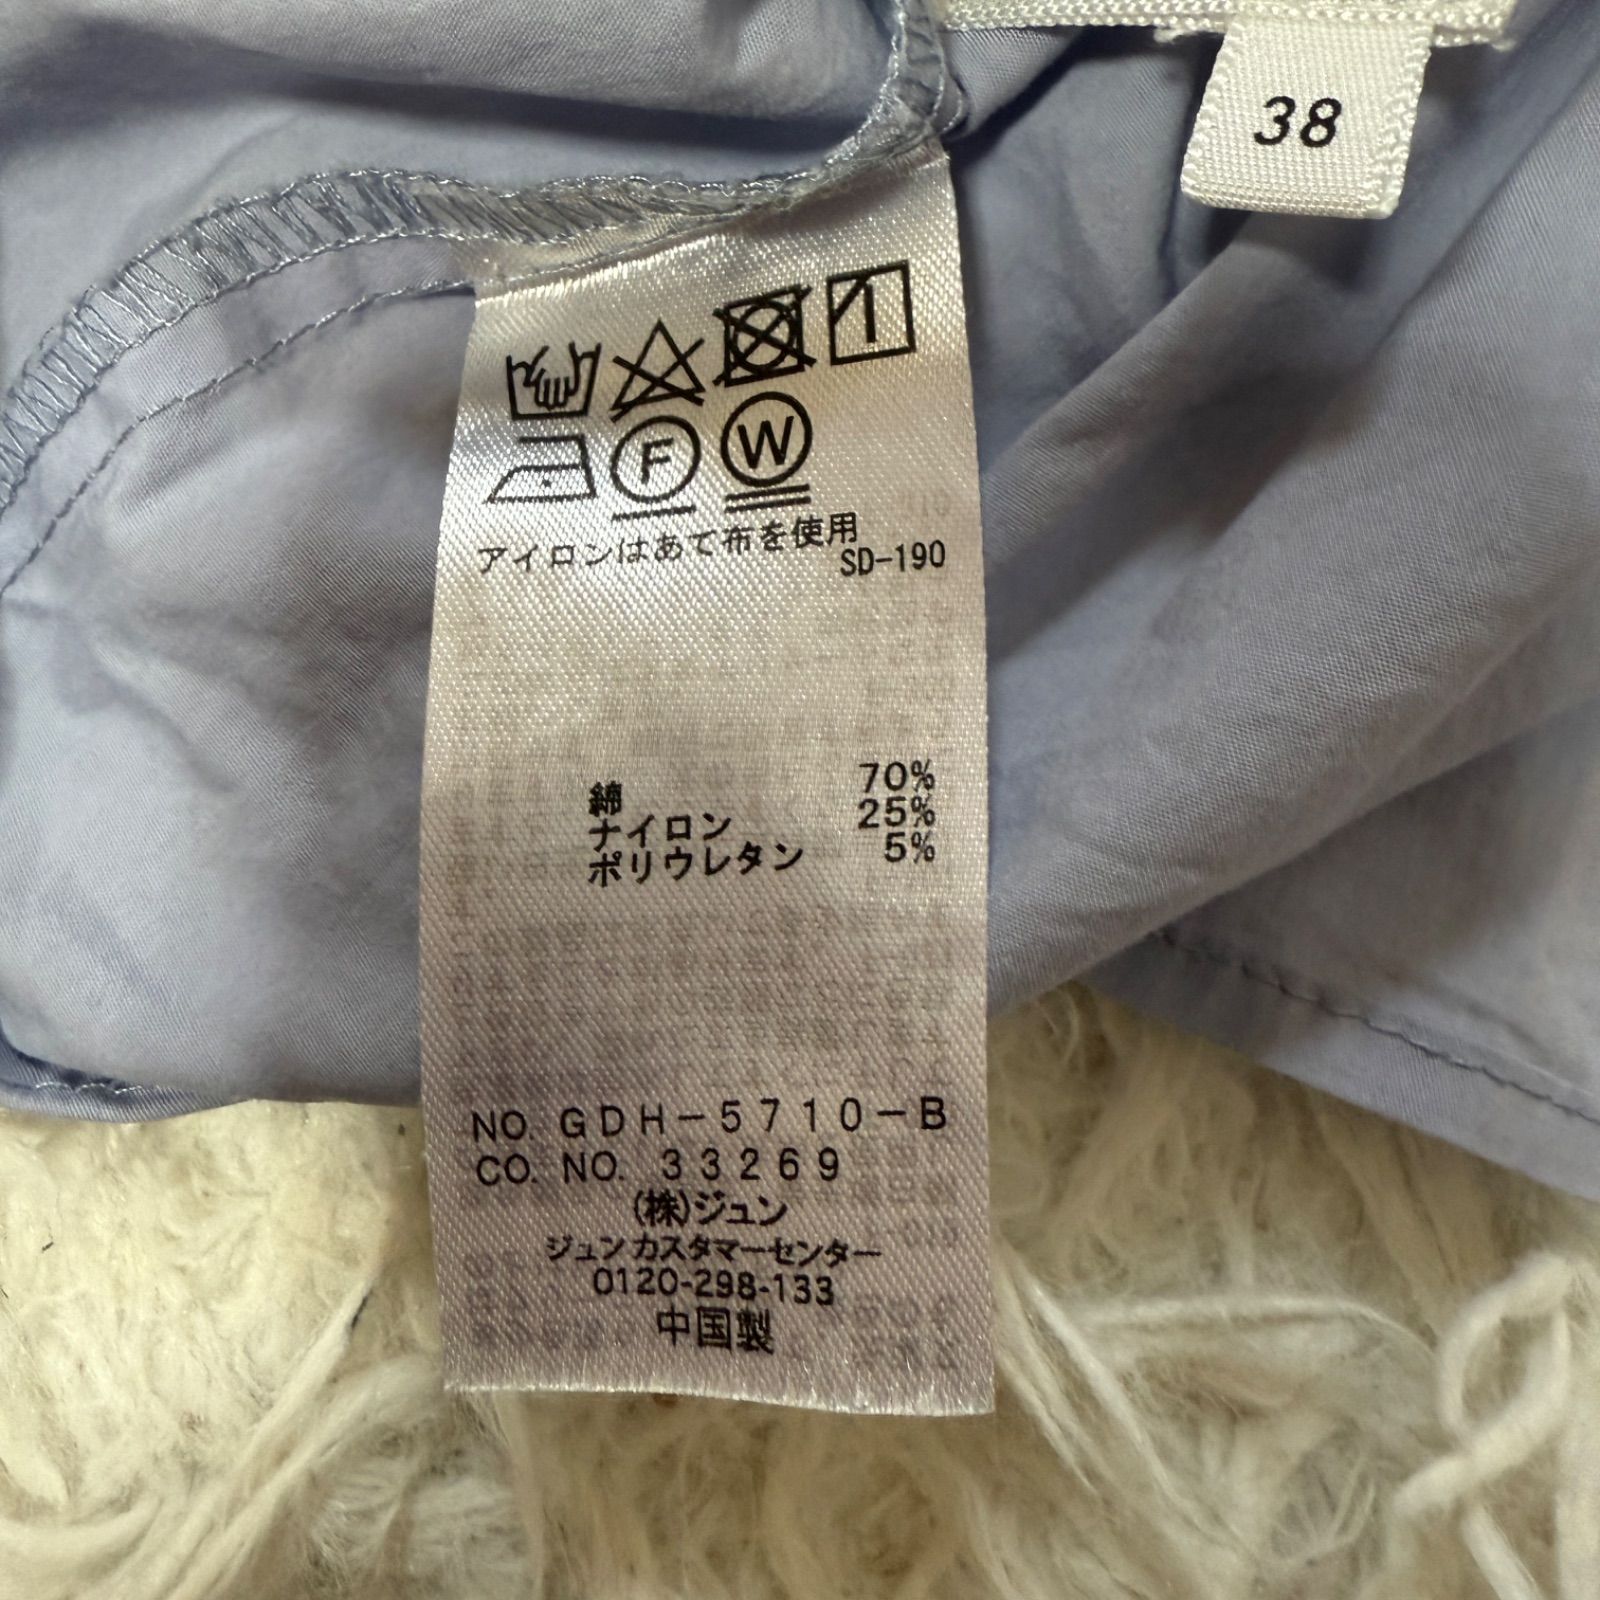 38
F W
アイロンはあて布を使用
SD-190
綿 70%
ナイロン 25%
ポリウレタン 5%
NO. GDH-5710-B
CO. NO. 33269
(株)ジュン
ジュンカスタマーセンター
0120-298-133
中国製